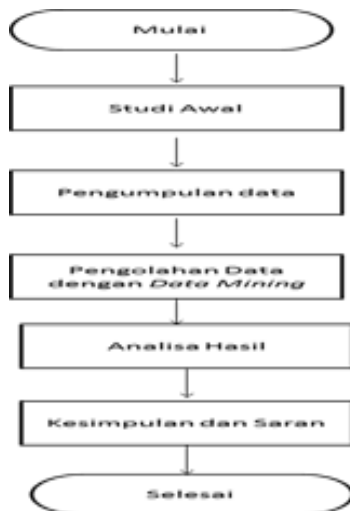 Mulai
Studi Awal
Pengumpulan data
Pengolahan Data
dengan Data Mining
Analisa Hasil
Kesimpulan dan Saran
Selesai